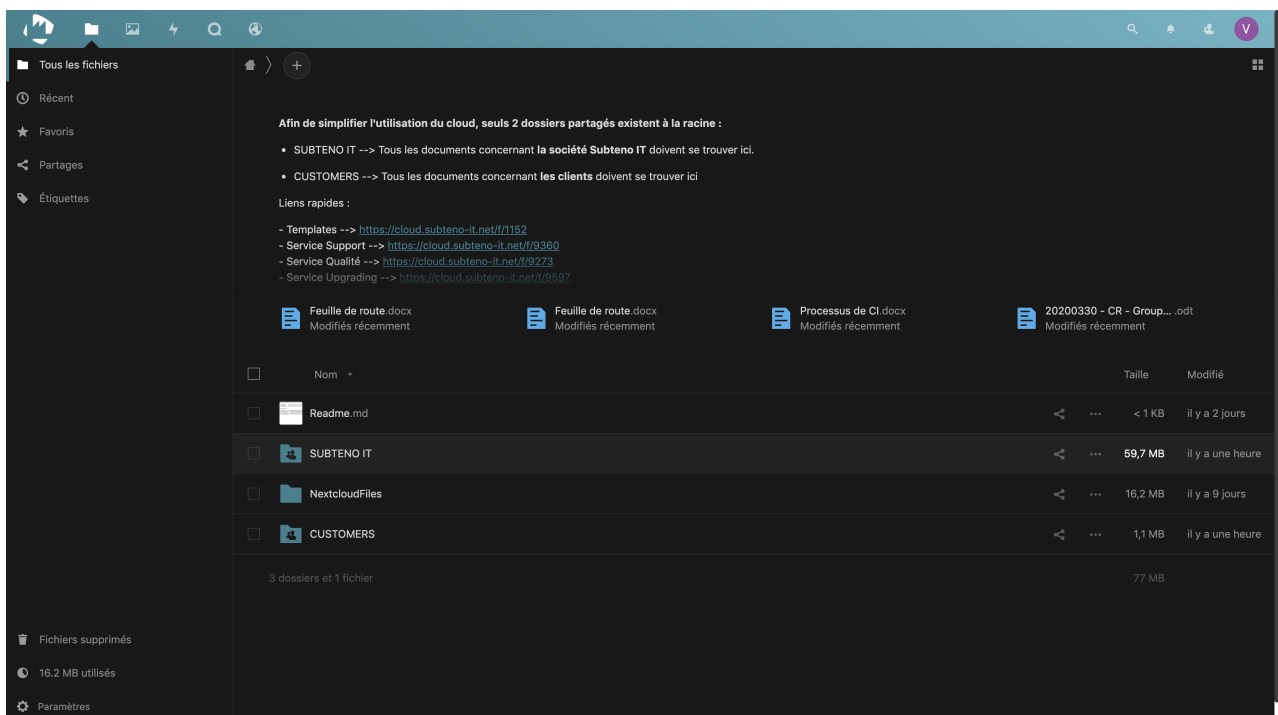 V
Tous les fichiers
Récent
Favoris
Partages
Étiquettes
Afin de simplifier l'utilisation du cloud, seuls 2 dossiers partagés existent à la racine :
• SUBTENO IT --> Tous les documents concernant la société Subteno IT doivent se trouver ici.
• CUSTOMERS --> Tous les documents concernant les clients doivent se trouver ici
Liens rapides :
- Templates --> https://cloud.subteno-it.net/f/1152
- Service Support --> https://cloud.subteno-it.net/f/9360
- Service Qualité --> https://cloud.subteno-it.net/f/9273
- Service Upgrading --> https://cloud.subteno-it.net/f/9597
Feuille de route.docx
Modifiés récemment
Feuille de route.docx
Modifiés récemment
Processus de CI.docx
Modifiés récemment
20200330 - CR - Group... .odt
Modifiés récemment
Nom Taille Modifié
Readme.md < 1 KB il y a 2 jours
SUBTENO IT 59,7 MB il y a une heure
NextcloudFiles 16,2 MB il y a 9 jours
CUSTOMERS 1,1 MB il y a une heure
3 dossiers et 1 fichier 77 MB
Fichiers supprimés
16.2 MB utilisés
Paramètres